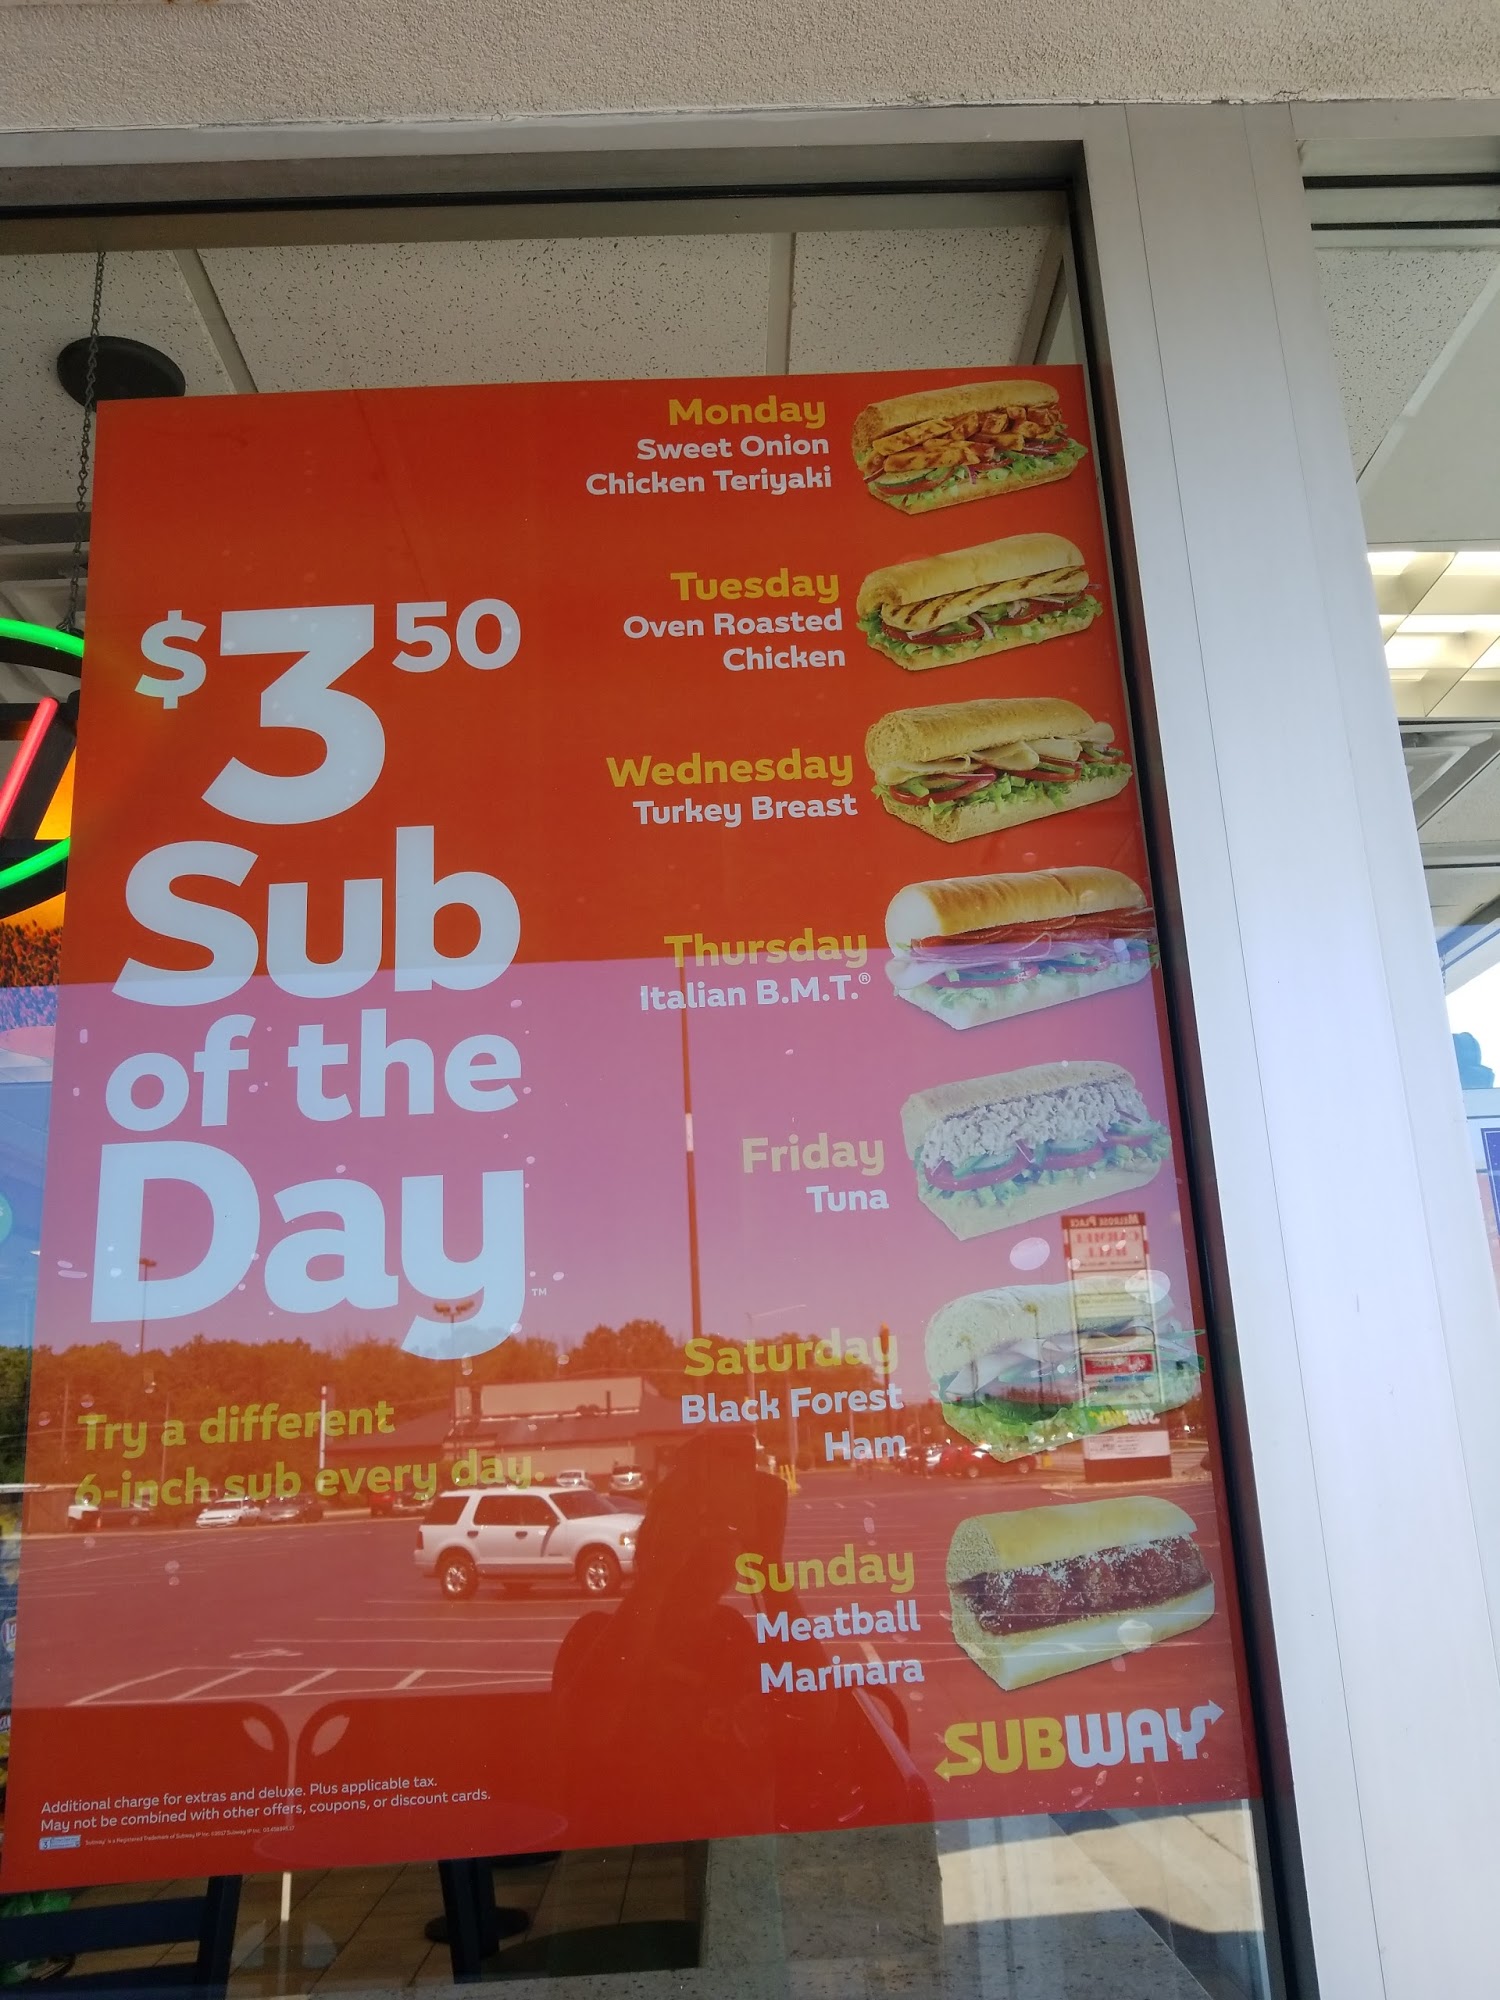 $3 50
Sub
of the
Day™
Try a different
6-inch sub every day.
Monday
Sweet Onion
Chicken Teriyaki
Tuesday
Oven Roasted
Chicken
Wednesday
Turkey Breast
Thursday
Italian B.M.T.®
Friday
Tuna
Saturday
Black Forest
Ham
Sunday
Meatball
Marinara
SUBWAY
Additional charge for extras and deluxe. Plus applicable tax.
May not be combined with other offers, coupons, or discount cards.